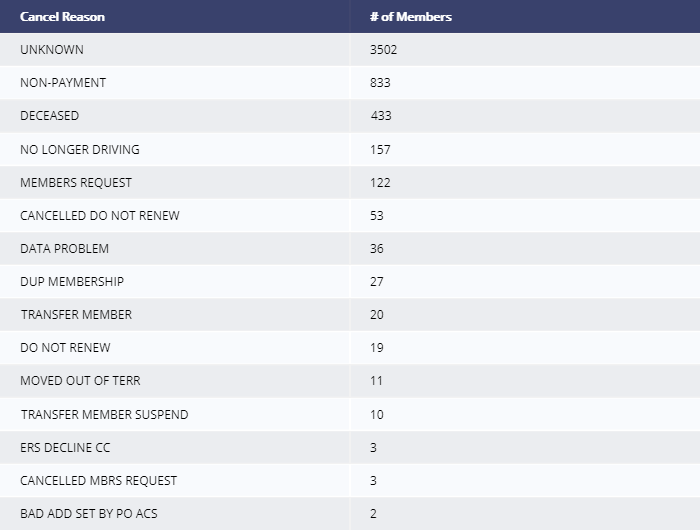 Cancel Reason # of Members
UNKNOWN 3502
NON-PAYMENT 833
DECEASED 433
NO LONGER DRIVING 157
MEMBERS REQUEST 122
CANCELLED DO NOT RENEW 53
DATA PROBLEM 36
DUP MEMBERSHIP 27
TRANSFER MEMBER 20
DO NOT RENEW 19
MOVED OUT OF TERR 11
TRANSFER MEMBER SUSPEND 10
ERS DECLINE CC 3
CANCELLED MBRS REQUEST 3
BAD ADD SET BY PO ACS 2